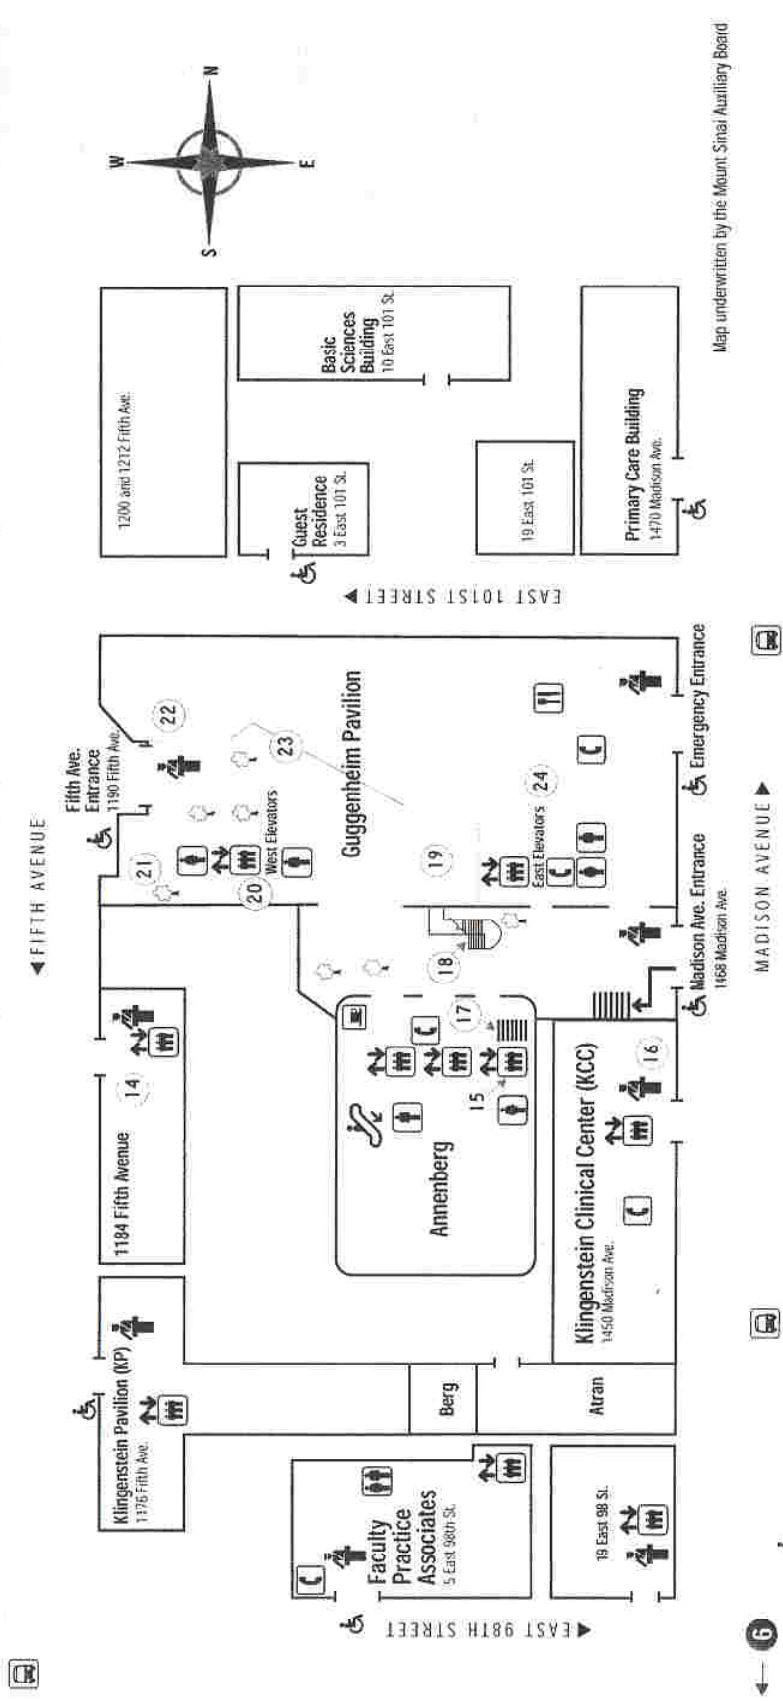 Map underwritten by the Mount Sinai Auxiliary Board
W
N
S
E
1200 and 1212 Fifth Ave.
Basic
Sciences
Building
10 East 101 St.
Guest
Residence
3 East 101 St.
19 East 101 St.
Primary Care Building
1470 Madison Ave.
EAST 101ST STREET
FIFTH AVENUE
Fifth Ave.
Entrance
1190 Fifth Ave.
22
23
21
20
West Elevators
Guggenheim Pavilion
19
24
East Elevators
Emergency Entrance
Madison Ave. Entrance
1468 Madison Ave.
MADISON AVENUE
18
17
15
16
14
1184 Fifth Avenue
Annenberg
Klingenstein Clinical Center (KCC)
1450 Madison Ave.
Klingenstein Pavilion (KP)
1176 Fifth Ave.
Berg
Atran
Faculty
Practice
Associates
5 East 98th St.
19 East 98 St.
EAST 98TH STREET
6